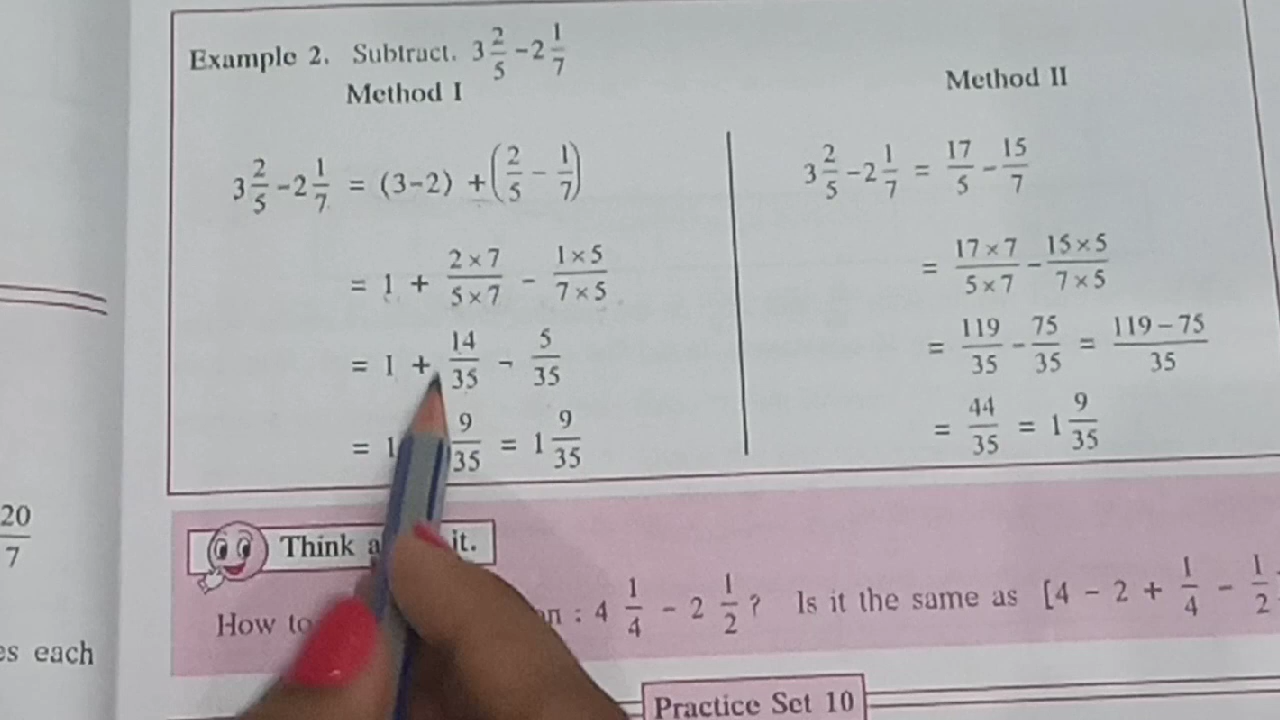 Example 2. Subtract. 3 2/5 - 2 1/7
Method I
3 2/5 - 2 1/7 = (3-2) + (2/5 - 1/7)
= 1 + 2 × 7/5 × 7 - 1 × 5/7 × 5
= 1 + 14/35 - 5/35
= 1 9/35 = 1 9/35
Method II
3 2/5 - 2 1/7 = 17/5 - 15/7
= 17 × 7/5 × 7 - 15 × 5/7 × 5
= 119/35 - 75/35 = 119 - 75/35
= 44/35 = 1 9/35
Think it.
How to : 4 1/4 - 2 1/2 ? Is it the same as [4 - 2 + 1/4 - 1/2
Practice Set 10
20/7
each